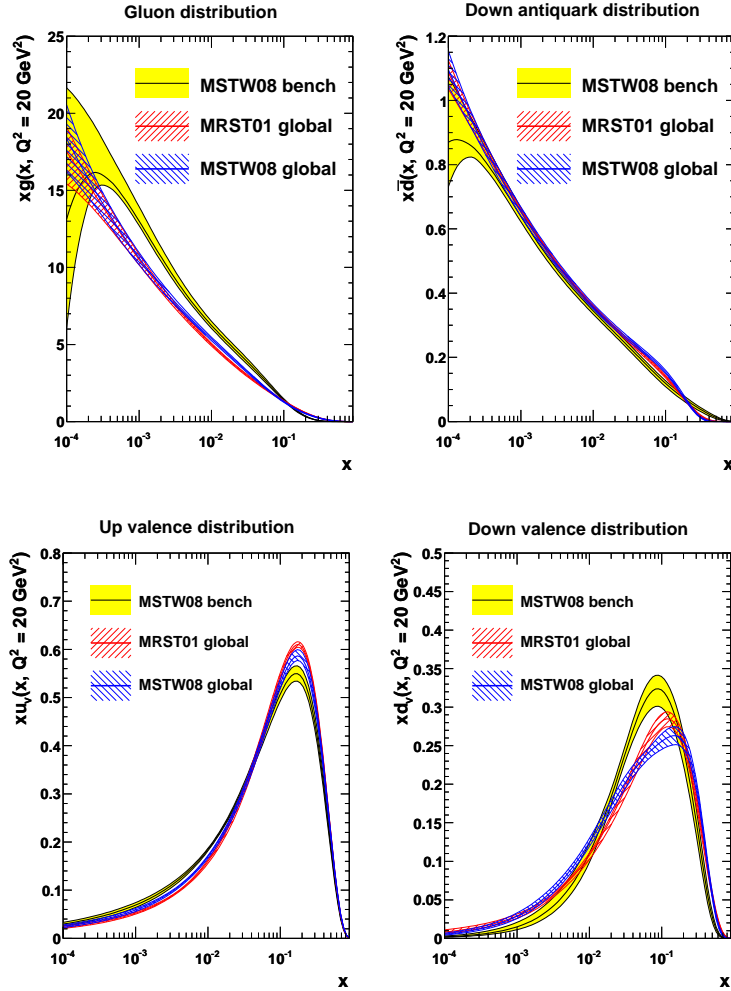 Gluon distribution
xg(x, Q² = 20 GeV²)
25
20
15
10
5
0
MSTW08 bench
MRST01 global
MSTW08 global
10⁻⁴ 10⁻³ 10⁻² 10⁻¹
x
Down antiquark distribution
xd̅(x, Q² = 20 GeV²)
1.2
1
0.8
0.6
0.4
0.2
0
MSTW08 bench
MRST01 global
MSTW08 global
10⁻⁴ 10⁻³ 10⁻² 10⁻¹
x
Up valence distribution
xuᵥ(x, Q² = 20 GeV²)
0.8
0.7
0.6
0.5
0.4
0.3
0.2
0.1
0
MSTW08 bench
MRST01 global
MSTW08 global
10⁻⁴ 10⁻³ 10⁻² 10⁻¹
x
Down valence distribution
xdᵥ(x, Q² = 20 GeV²)
0.5
0.45
0.4
0.35
0.3
0.25
0.2
0.15
0.1
0.05
0
MSTW08 bench
MRST01 global
MSTW08 global
10⁻⁴ 10⁻³ 10⁻² 10⁻¹
x